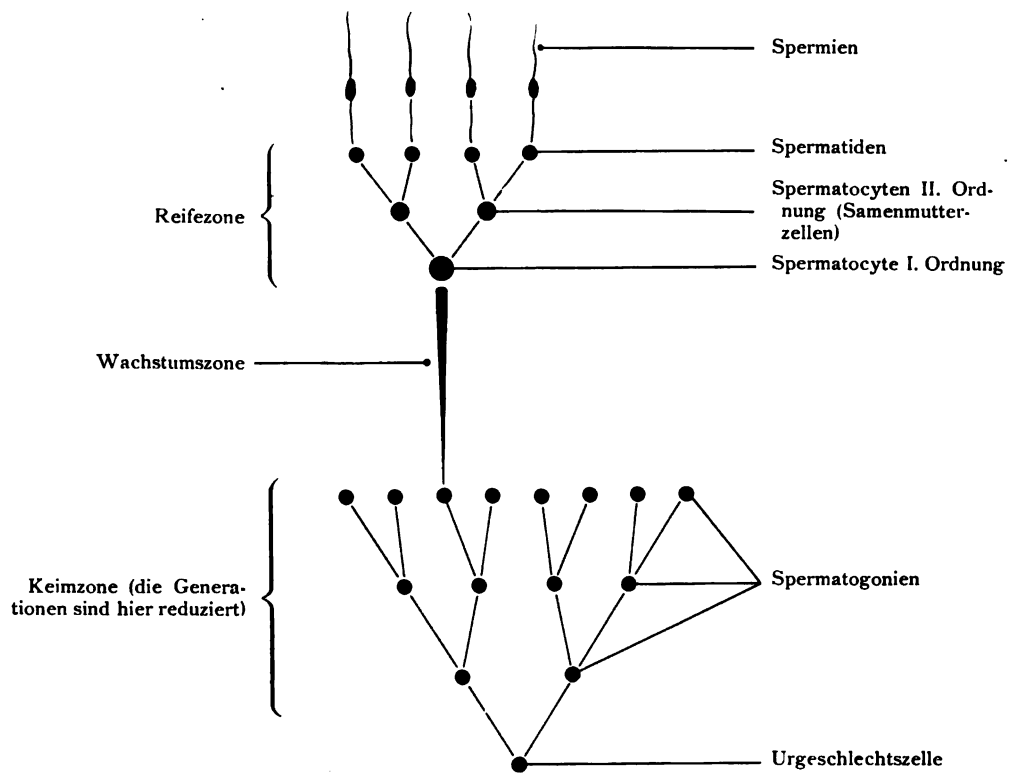 Spermien
Spermatiden
Spermatocyten II. Ord-
nung (Samenmutter-
zellen)
Reifezone
Spermatocyte I. Ordnung
Wachstumszone
Keimzone (die Genera-
tionen sind hier reduziert)
Spermatogonien
Urgeschlechtszelle